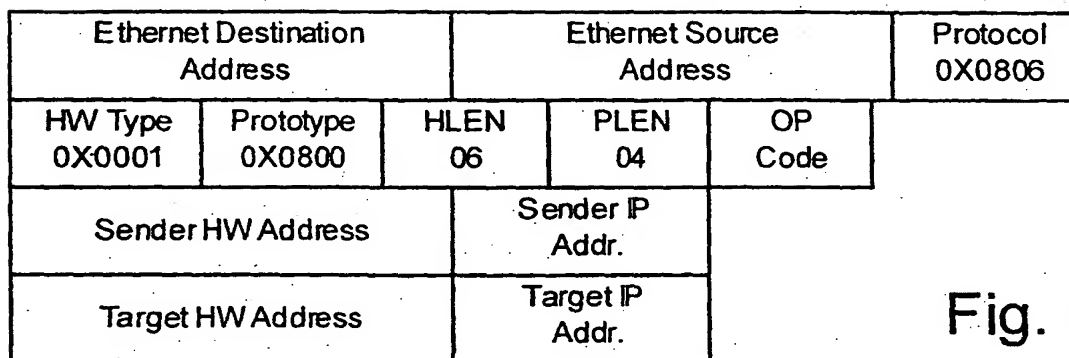 Ethernet Destination Address
Ethernet Source Address
Protocol 0X0806
HW Type 0X0001
Prototype 0X0800
HLEN 06
PLEN 04
OP Code
Sender HW Address
Sender IP Addr.
Target HW Address
Target IP Addr.
Fig.